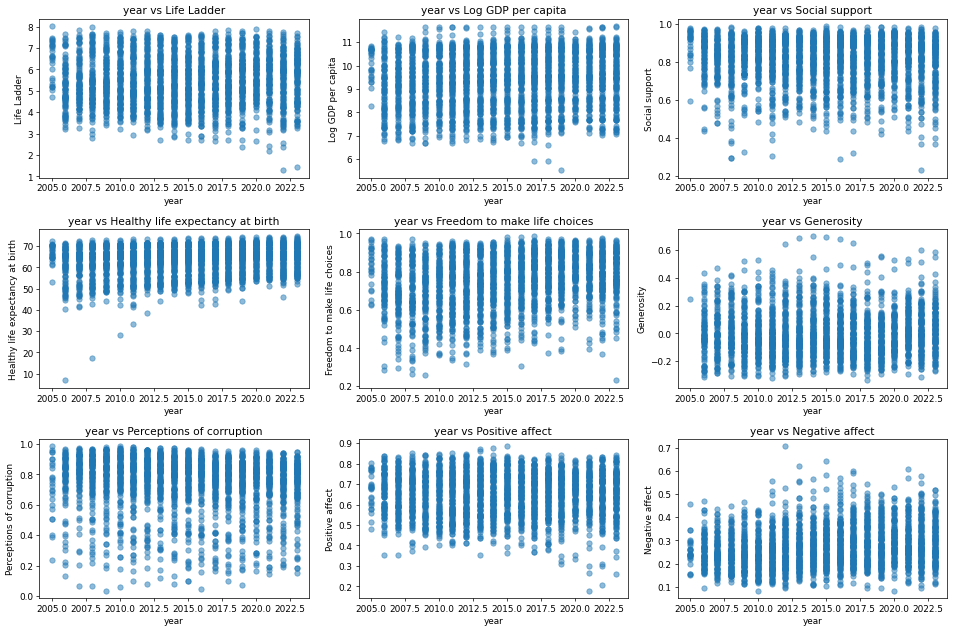 year vs Life Ladder
Life Ladder
8
7
6
5
4
3
2
1
2005.0 2007.5 2010.0 2012.5 2015.0 2017.5 2020.0 2022.5
year
year vs Log GDP per capita
Log GDP per capita
11
10
9
8
7
6
2005.0 2007.5 2010.0 2012.5 2015.0 2017.5 2020.0 2022.5
year
year vs Social support
Social support
1.0
0.8
0.6
0.4
0.2
2005.0 2007.5 2010.0 2012.5 2015.0 2017.5 2020.0 2022.5
year
year vs Healthy life expectancy at birth
Healthy life expectancy at birth
70
60
50
40
30
20
10
2005.0 2007.5 2010.0 2012.5 2015.0 2017.5 2020.0 2022.5
year
year vs Freedom to make life choices
Freedom to make life choices
1.0
0.8
0.6
0.4
0.2
2005.0 2007.5 2010.0 2012.5 2015.0 2017.5 2020.0 2022.5
year
year vs Generosity
Generosity
0.6
0.4
0.2
0.0
−0.2
2005.0 2007.5 2010.0 2012.5 2015.0 2017.5 2020.0 2022.5
year
year vs Perceptions of corruption
Perceptions of corruption
1.0
0.8
0.6
0.4
0.2
0.0
2005.0 2007.5 2010.0 2012.5 2015.0 2017.5 2020.0 2022.5
year
year vs Positive affect
Positive affect
0.9
0.8
0.7
0.6
0.5
0.4
0.3
0.2
2005.0 2007.5 2010.0 2012.5 2015.0 2017.5 2020.0 2022.5
year
year vs Negative affect
Negative affect
0.7
0.6
0.5
0.4
0.3
0.2
0.1
2005.0 2007.5 2010.0 2012.5 2015.0 2017.5 2020.0 2022.5
year